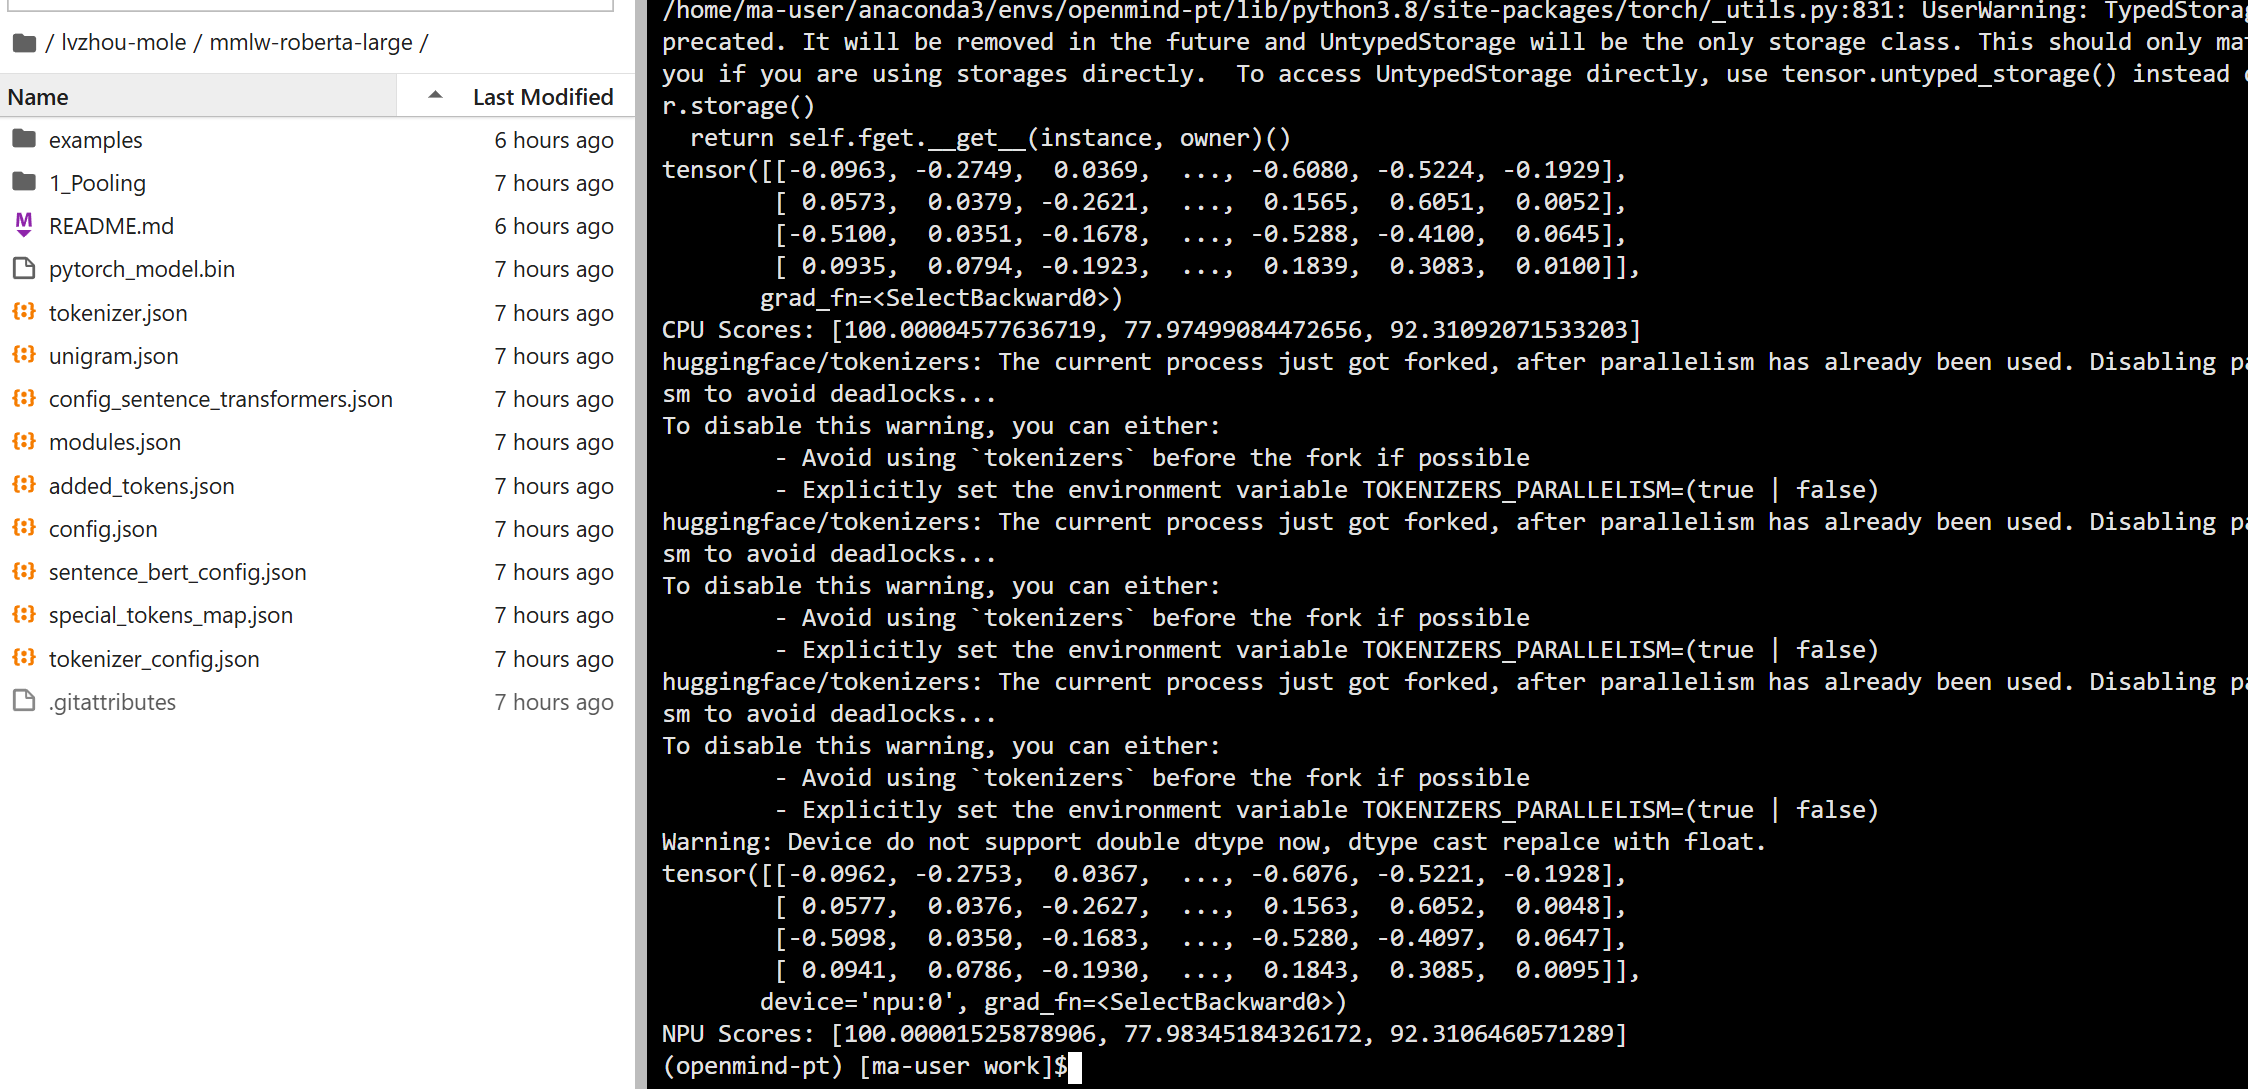 / lvzhou-mole / mmlw-roberta-large /
Name Last Modified
examples 6 hours ago
1_Pooling 7 hours ago
README.md 6 hours ago
pytorch_model.bin 7 hours ago
tokenizer.json 7 hours ago
unigram.json 7 hours ago
config_sentence_transformers.json 7 hours ago
modules.json 7 hours ago
added_tokens.json 7 hours ago
config.json 7 hours ago
sentence_bert_config.json 7 hours ago
special_tokens_map.json 7 hours ago
tokenizer_config.json 7 hours ago
.gitattributes 7 hours ago
/home/ma-user/anaconda3/envs/openmind-pt/lib/python3.8/site-packages/torch/_utils.py:831: UserWarning: TypedStorag
precated. It will be removed in the future and UntypedStorage will be the only storage class. This should only mat
you if you are using storages directly.  To access UntypedStorage directly, use tensor.untyped_storage() instead
r.storage()
  return self.fget.__get__(instance, owner)()
tensor([[-0.0963, -0.2749,  0.0369,  ..., -0.6080, -0.5224, -0.1929],
        [ 0.0573,  0.0379, -0.2621,  ...,  0.1565,  0.6051,  0.0052],
        [-0.5100,  0.0351, -0.1678,  ..., -0.5288, -0.4100,  0.0645],
        [ 0.0935,  0.0794, -0.1923,  ...,  0.1839,  0.3083,  0.0100]],
       grad_fn=<SelectBackward0>)
CPU Scores: [100.00004577636719, 77.97499084472656, 92.31092071533203]
huggingface/tokenizers: The current process just got forked, after parallelism has already been used. Disabling pa
sm to avoid deadlocks...
To disable this warning, you can either:
        - Avoid using `tokenizers` before the fork if possible
        - Explicitly set the environment variable TOKENIZERS_PARALLELISM=(true | false)
huggingface/tokenizers: The current process just got forked, after parallelism has already been used. Disabling pa
sm to avoid deadlocks...
To disable this warning, you can either:
        - Avoid using `tokenizers` before the fork if possible
        - Explicitly set the environment variable TOKENIZERS_PARALLELISM=(true | false)
huggingface/tokenizers: The current process just got forked, after parallelism has already been used. Disabling pa
sm to avoid deadlocks...
To disable this warning, you can either:
        - Avoid using `tokenizers` before the fork if possible
        - Explicitly set the environment variable TOKENIZERS_PARALLELISM=(true | false)
Warning: Device do not support double dtype now, dtype cast repalce with float.
tensor([[-0.0962, -0.2753,  0.0367,  ..., -0.6076, -0.5221, -0.1928],
        [ 0.0577,  0.0376, -0.2627,  ...,  0.1563,  0.6052,  0.0048],
        [-0.5098,  0.0350, -0.1683,  ..., -0.5280, -0.4097,  0.0647],
        [ 0.0941,  0.0786, -0.1930,  ...,  0.1843,  0.3085,  0.0095]],
       device='npu:0', grad_fn=<SelectBackward0>)
NPU Scores: [100.00001525878906, 77.98345184326172, 92.3106460571289]
(openmind-pt) [ma-user work]$